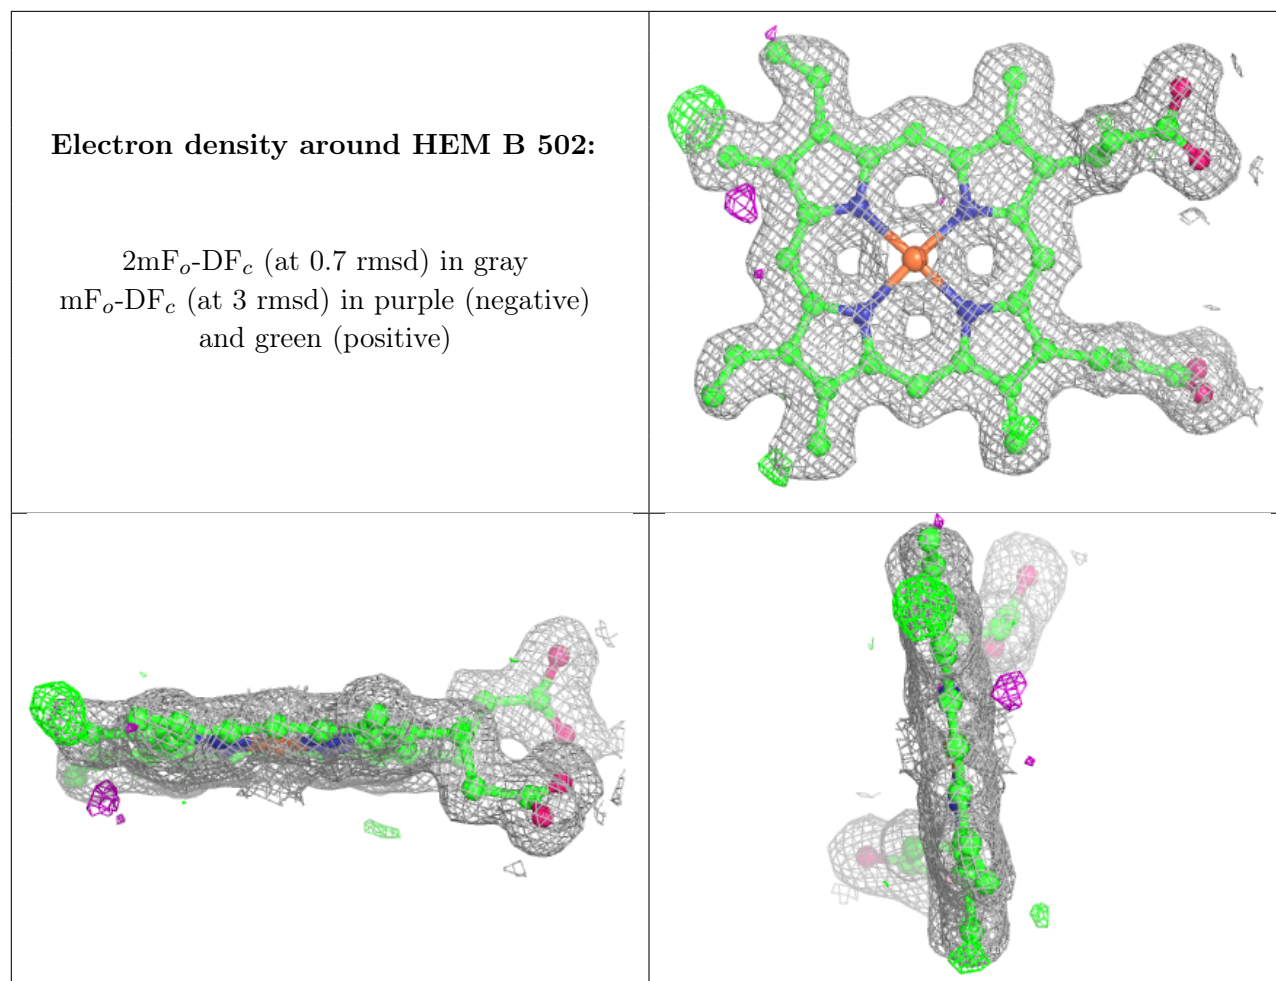 Electron density around HEM B 502:
2mFₒ-DF𝒸 (at 0.7 rmsd) in gray
mFₒ-DF𝒸 (at 3 rmsd) in purple (negative)
and green (positive)